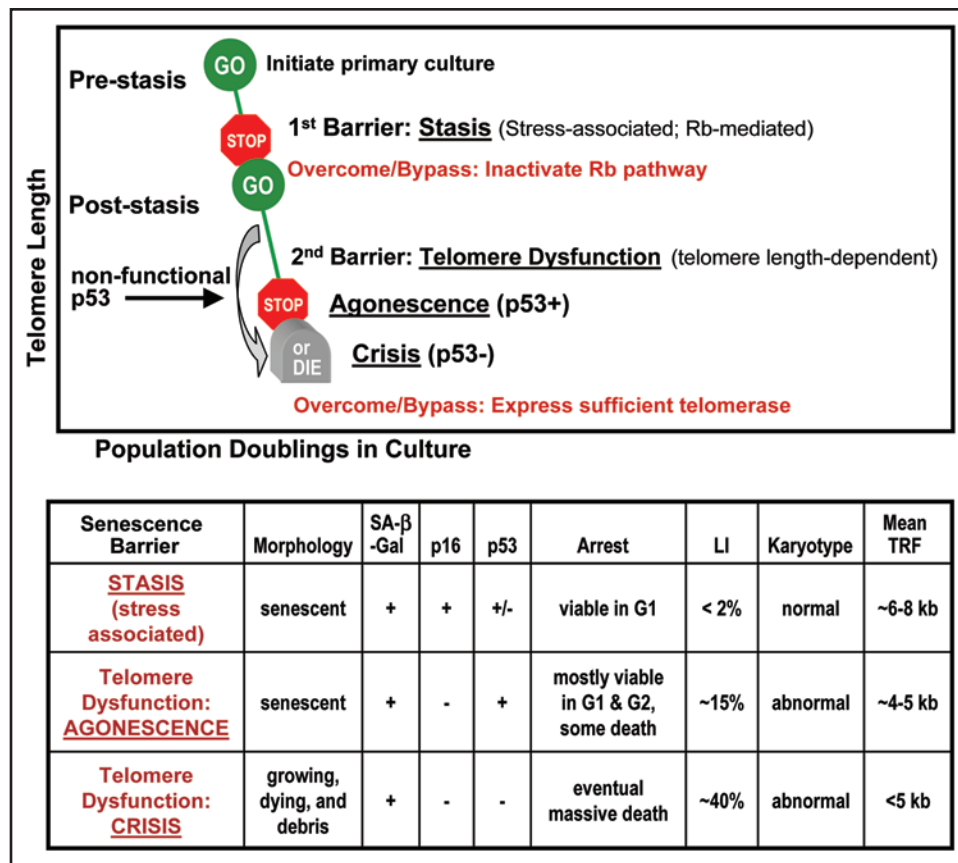 Telomere Length
Pre-stasis
GO
Initiate primary culture
STOP
1st Barrier: Stasis (Stress-associated; Rb-mediated)
Overcome/Bypass: Inactivate Rb pathway
GO
Post-stasis
2nd Barrier: Telomere Dysfunction (telomere length-dependent)
non-functional
p53
STOP
Agonescence (p53+)
or
DIE
Crisis (p53-)
Overcome/Bypass: Express sufficient telomerase
Population Doublings in Culture
Senescence
Barrier
Morphology
SA-β
-Gal
p16
p53
Arrest
LI
Karyotype
Mean
TRF
STASIS
(stress
associated)
senescent
+
+
+/-
viable in G1
< 2%
normal
~6-8 kb
Telomere
Dysfunction:
AGONESCENCE
senescent
+
-
+
mostly viable
in G1 & G2,
some death
~15%
abnormal
~4-5 kb
Telomere
Dysfunction:
CRISIS
growing,
dying, and
debris
+
-
-
eventual
massive death
~40%
abnormal
<5 kb